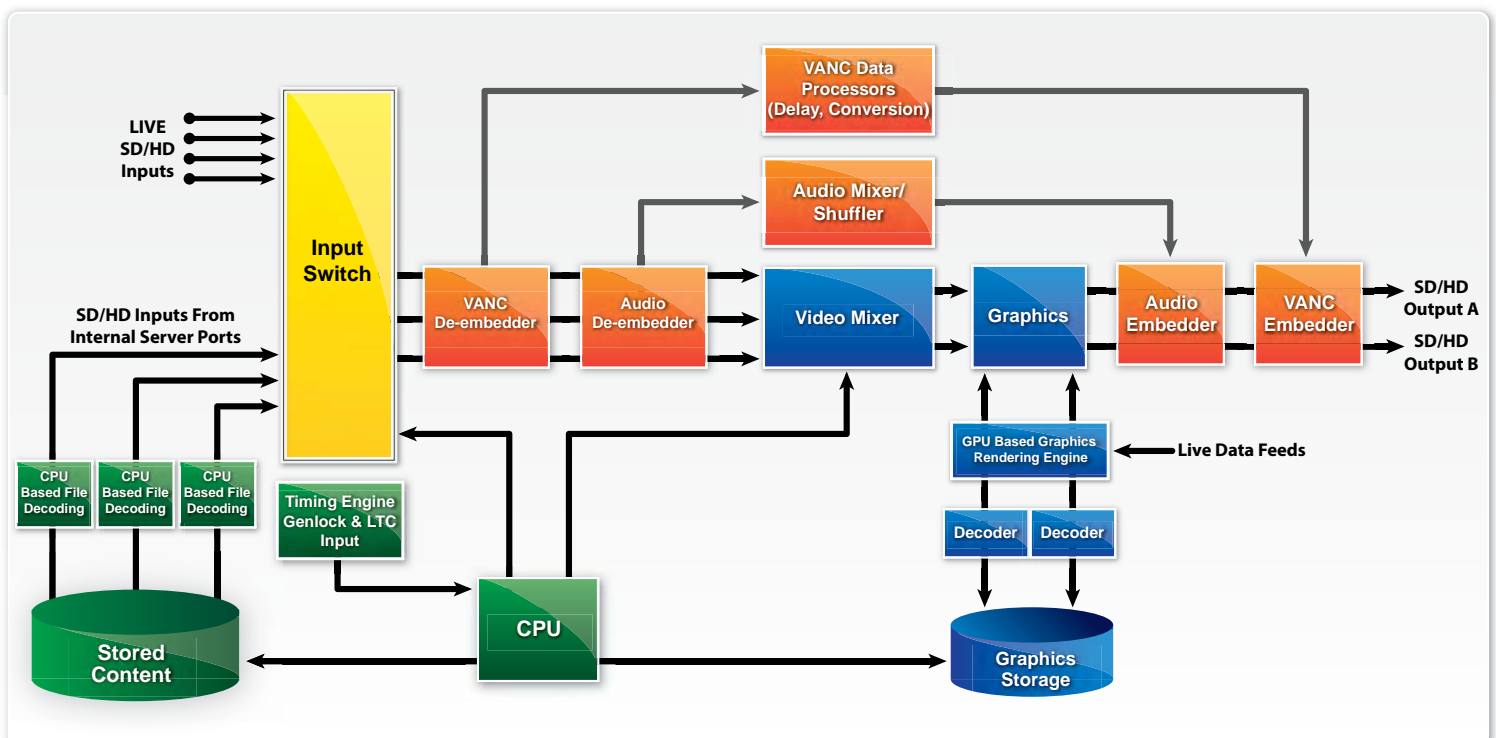 VANC Data
Processors
(Delay, Conversion)
LIVE
SD/HD
Inputs
Audio Mixer/
Shuffler
Input
Switch
VANC
De-embedder
Audio
De-embedder
Video Mixer
Graphics
Audio
Embedder
VANC
Embedder
SD/HD
Output A
SD/HD
Output B
SD/HD Inputs From
Internal Server Ports
GPU Based Graphics
Rendering Engine
Live Data Feeds
CPU
Based File
Decoding
CPU
Based File
Decoding
CPU
Based File
Decoding
Timing Engine
Genlock & LTC
Input
Decoder
Decoder
CPU
Stored
Content
Graphics
Storage